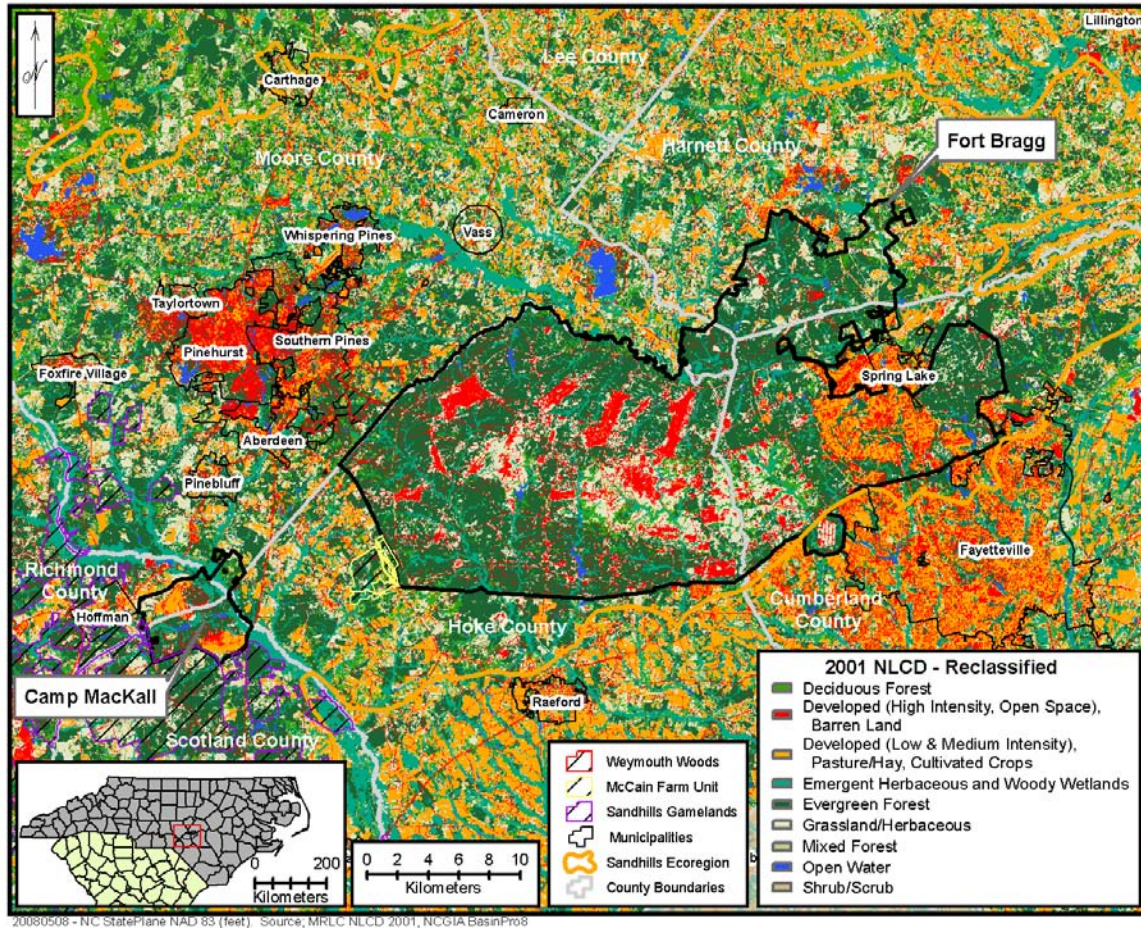 Lillington
N
Lee County
Carthage
Cameron
Fort Bragg
Moore County
Harnett County
Whispering Pines
Vass
Taylortown
Southern Pines
Pinehurst
Foxfire Village
Spring Lake
Aberdeen
Pinebluff
Fayetteville
Richmond
County
Hoffman
Cumberland
County
Hoke County
Camp MacKall
Raeford
Scotland County
2001 NLCD - Reclassified
Deciduous Forest
Developed (High Intensity, Open Space),
Barren Land
Developed (Low & Medium Intensity),
Pasture/Hay, Cultivated Crops
Emergent Herbaceous and Woody Wetlands
Evergreen Forest
Grassland/Herbaceous
Mixed Forest
Open Water
Shrub/Scrub
Weymouth Woods
McCain Farm Unit
Sandhills Gamelands
Municipalities
Sandhills Ecoregion
County Boundaries
0 200
Kilometers
0 2 4 6 8 10
Kilometers
20080508 - NC StatePlane NAD 83 (feet). Source; MRLC NLCD 2001, NCGIA BasinPro8